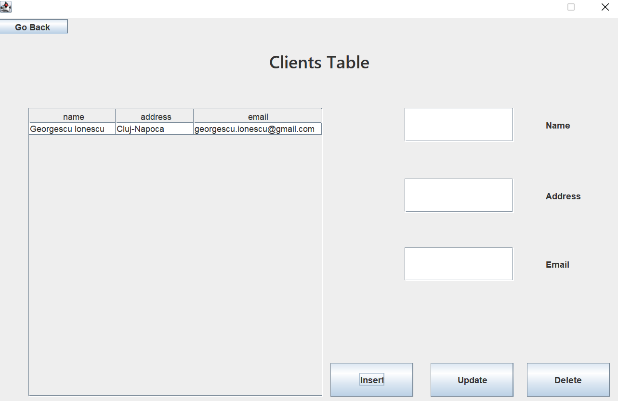 Go Back
Clients Table
name address email
Georgescu Ionescu Cluj-Napoca georgescu.ionescu@gmail.com
Name
Address
Email
Insert Update Delete